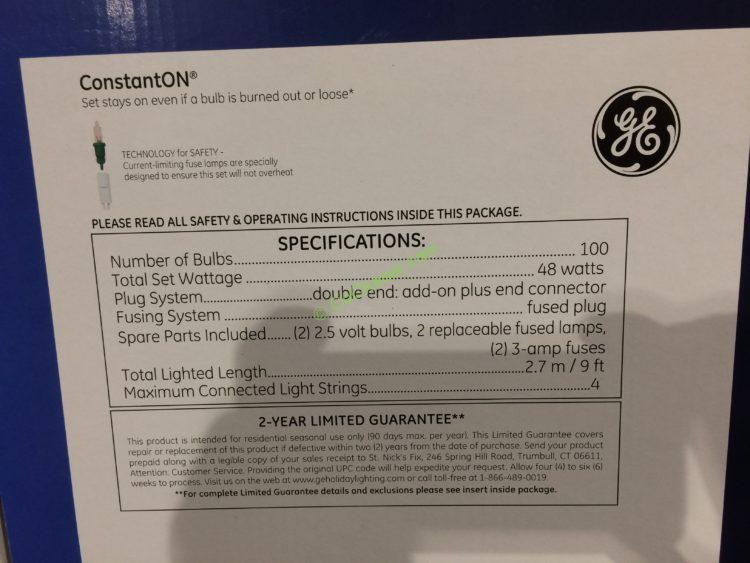 ConstantON®
Set stays on even if a bulb is burned out or loose*
GE
TECHNOLOGY for SAFETY -
Current-limiting fuse lamps are specially
designed to ensure this set will not overheat
PLEASE READ ALL SAFETY & OPERATING INSTRUCTIONS INSIDE THIS PACKAGE.
SPECIFICATIONS:
Number of Bulbs.......... 100
Total Set Wattage .......... 48 watts
Plug System..........double end: add-on plus end connector
Fusing System .......... fused plug
Spare Parts Included....... (2) 2.5 volt bulbs, 2 replaceable fused lamps,
(2) 3-amp fuses
Total Lighted Length..........2.7 m / 9 ft
Maximum Connected Light Strings..........4
2-YEAR LIMITED GUARANTEE**
This product is intended for residential seasonal use only (90 days max. per year). This Limited Guarantee covers
repair or replacement of this product if defective within two (2) years from the date of purchase. Send your product
prepaid along with a legible copy of your sales receipt to St. Nick's Fix, 246 Spring Hill Road, Trumbull, CT 06611,
Attention: Customer Service. Providing the original UPC code will help expedite your request. Allow four (4) to six (6)
weeks to process. Visit us on the web at www.geholidaylighting.com or call toll-free at 1-866-489-0019.
**For complete Limited Guarantee details and exclusions please see insert inside package.